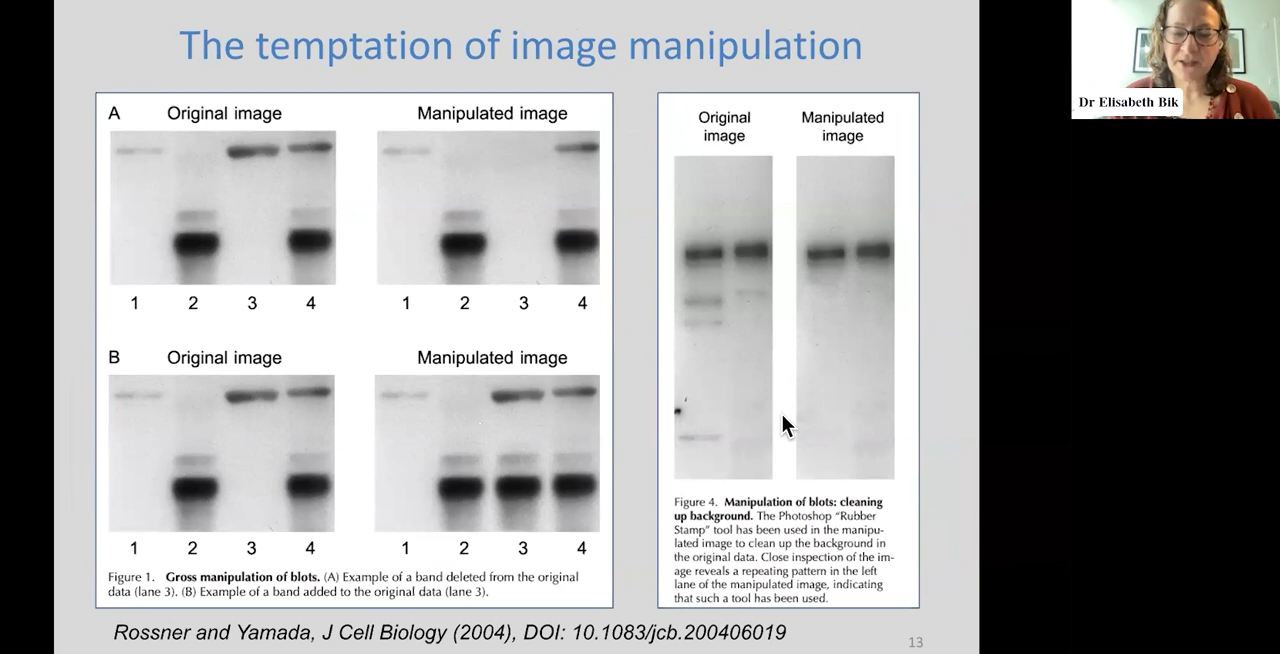 The temptation of image manipulation
A Original image Manipulated image
1 2 3 4 1 2 3 4
B Original image Manipulated image
1 2 3 4 1 2 3 4
Figure 1. Gross manipulation of blots. (A) Example of a band deleted from the original
data (lane 3). (B) Example of a band added to the original data (lane 3).
Original
image
Manipulated
image
Figure 4. Manipulation of blots: cleaning
up background. The Photoshop “Rubber
Stamp” tool has been used in the manipu-
lated image to clean up the background in
the original data. Close inspection of the im-
age reveals a repeating pattern in the left
lane of the manipulated image, indicating
that such a tool has been used.
Rossner and Yamada, J Cell Biology (2004), DOI: 10.1083/jcb.200406019
13
Dr Elisabeth Bik